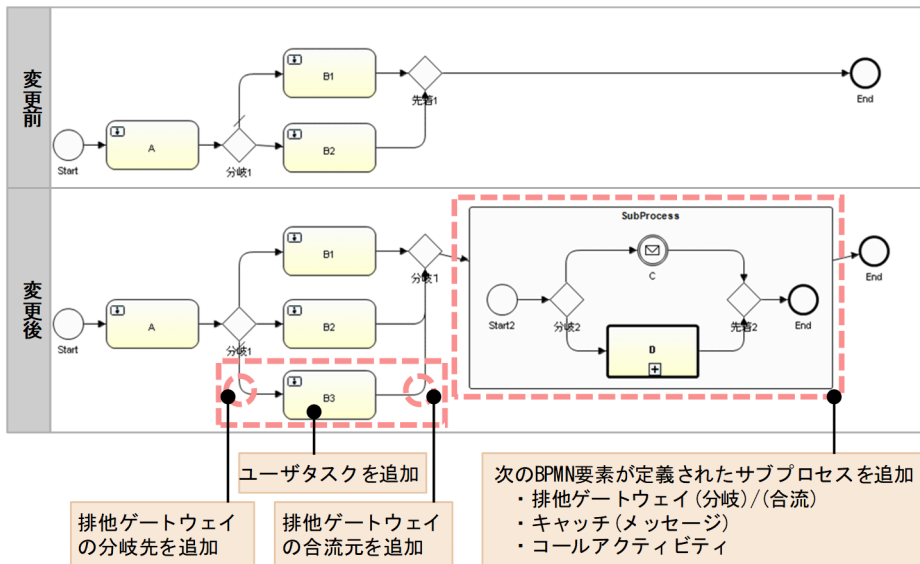 変更前
Start
A
分岐1
B1
B2
先着1
End
変更後
Start
A
分岐1
B1
B2
B3
分岐1
SubProcess
Start2
分岐2
C
D
先着2
End
End
ユーザタスクを追加
排他ゲートウェイ
の分岐先を追加
排他ゲートウェイ
の合流元を追加
次のBPMN要素が定義されたサブプロセスを追加
・排他ゲートウェイ(分岐)/(合流)
・キャッチ(メッセージ)
・コールアクティビティ